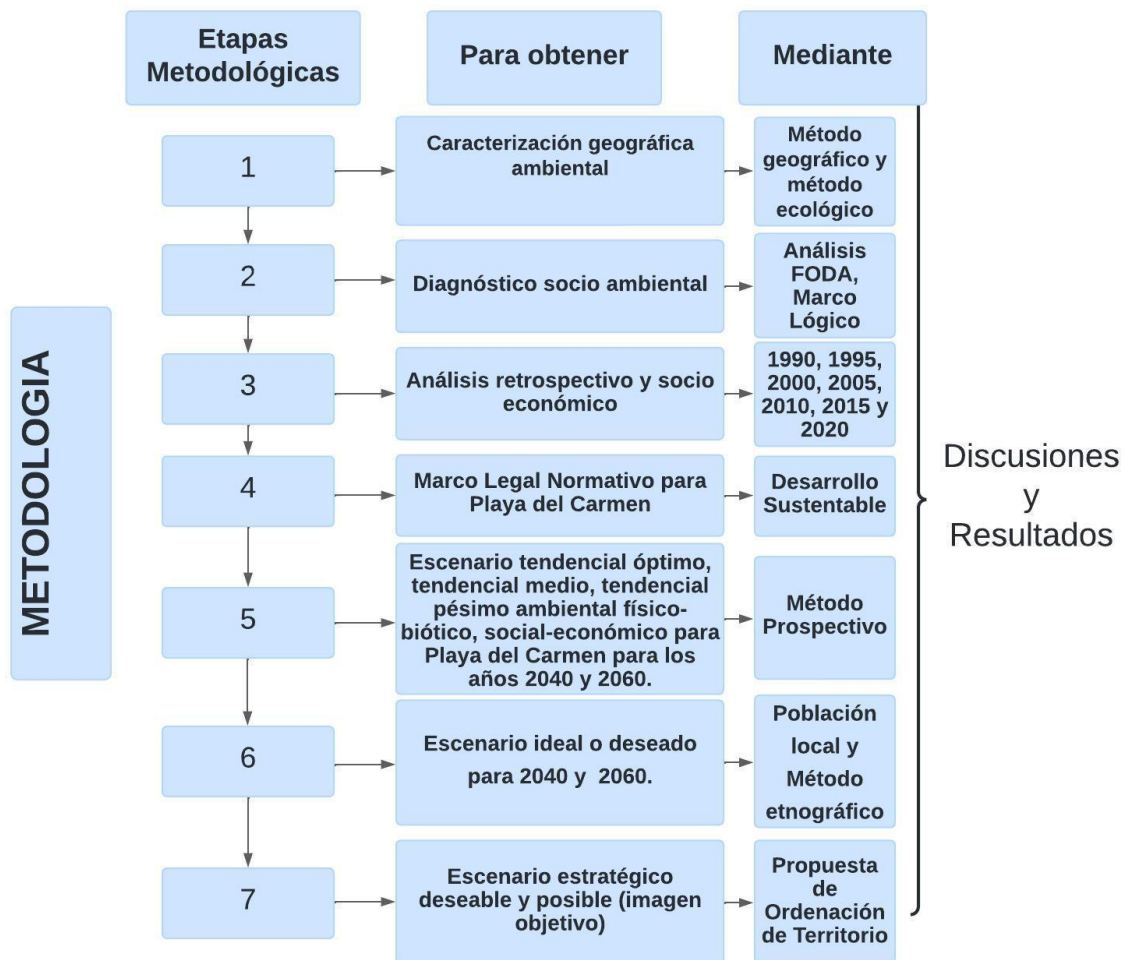 Etapas
Metodológicas
Para obtener
Mediante
METODOLOGIA
1
Caracterización geográfica
ambiental
Método
geográfico y
método
ecológico
2
Diagnóstico socio ambiental
Análisis
FODA,
Marco
Lógico
3
Análisis retrospectivo y socio
económico
1990, 1995,
2000, 2005,
2010, 2015 y
2020
4
Marco Legal Normativo para
Playa del Carmen
Desarrollo
Sustentable
5
Escenario tendencial óptimo,
tendencial medio, tendencial
pésimo ambiental físico-
biótico, social-económico para
Playa del Carmen para los
años 2040 y 2060.
Método
Prospectivo
6
Escenario ideal o deseado
para 2040 y 2060.
Población
local y
Método
etnográfico
7
Escenario estratégico
deseable y posible (imagen
objetivo)
Propuesta
de
Ordenación
de Territorio
Discusiones
y
Resultados